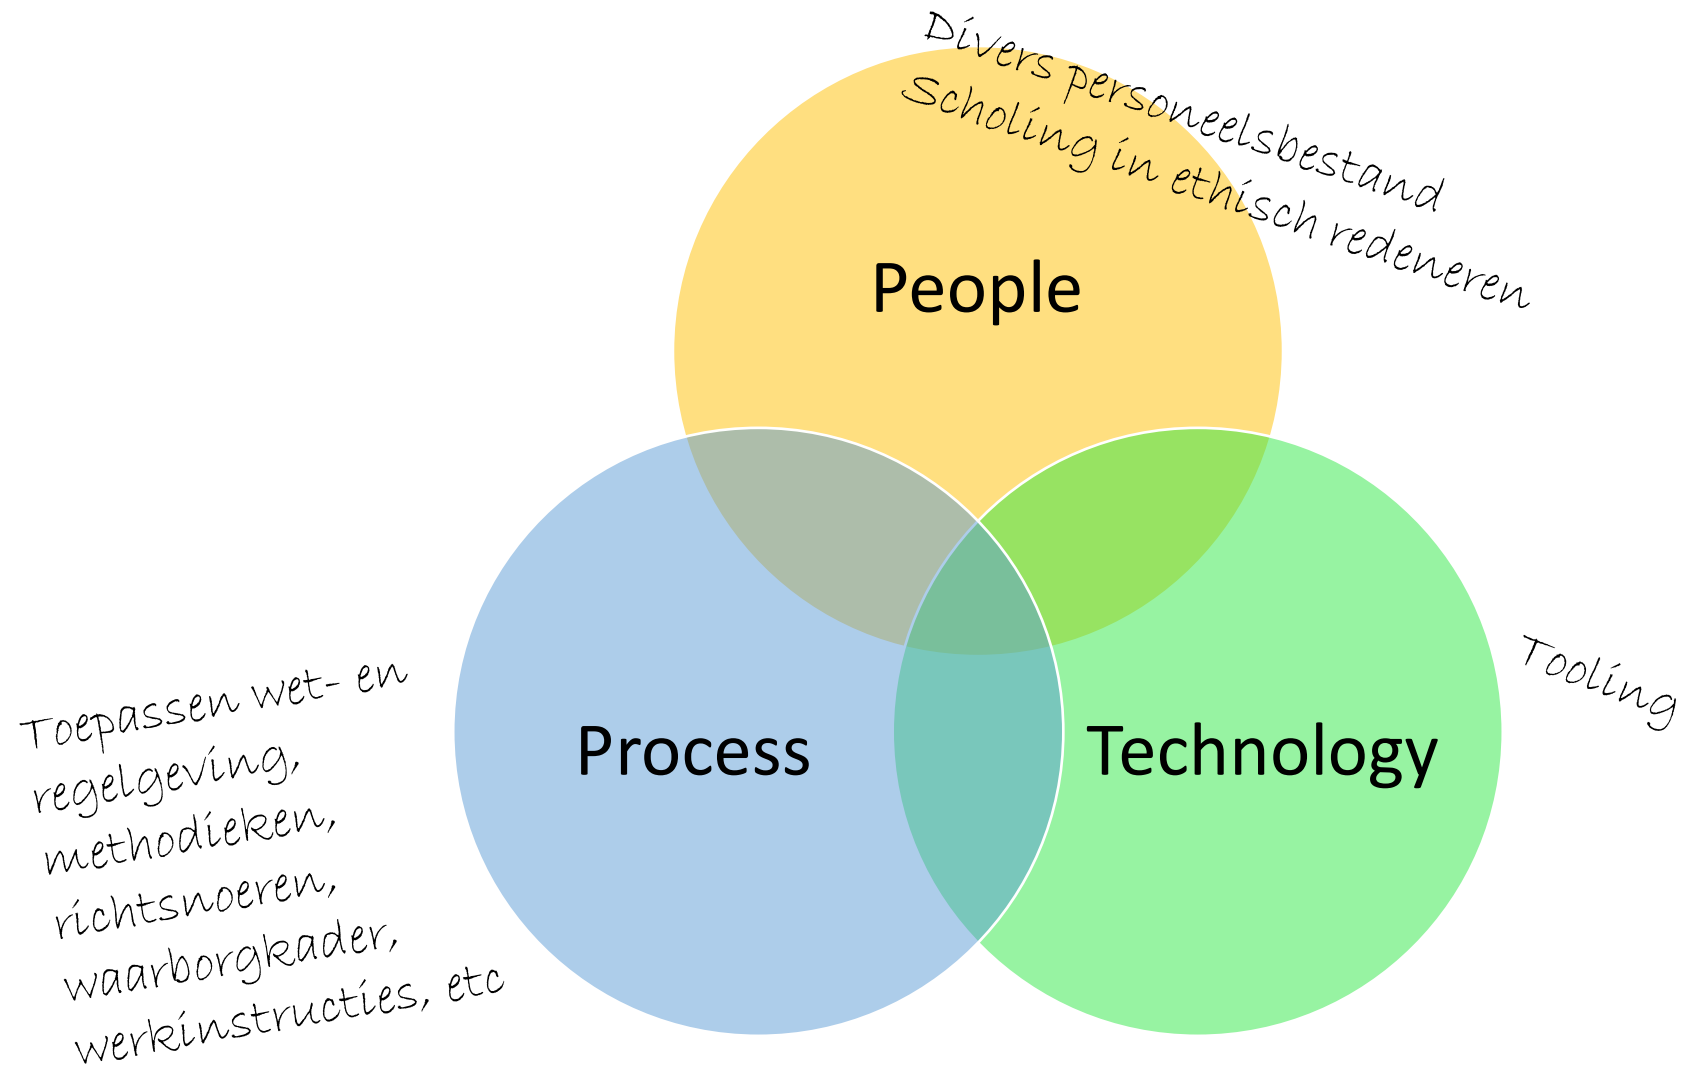 Divers personeelsbestand
Scholing in ethisch redeneren
People
Toepassen wet- en
regelgeving,
methodieken,
richtsnoeren,
waarborgkader,
werkinstructies, etc
Process
Technology
Tooling